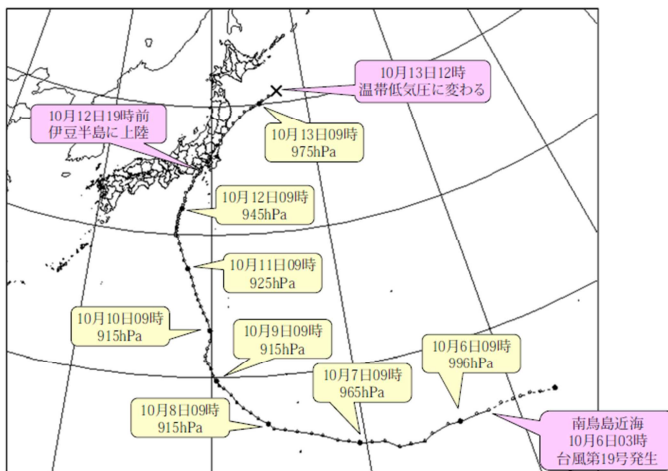 10月13日12時
温帯低気圧に変わる
10月12日19時前
伊豆半島に上陸
10月13日09時
975hPa
10月12日09時
945hPa
10月11日09時
925hPa
10月10日09時
915hPa
10月9日09時
915hPa
10月6日09時
996hPa
10月7日09時
965hPa
10月8日09時
915hPa
南鳥島近海
10月6日03時
台風第19号発生